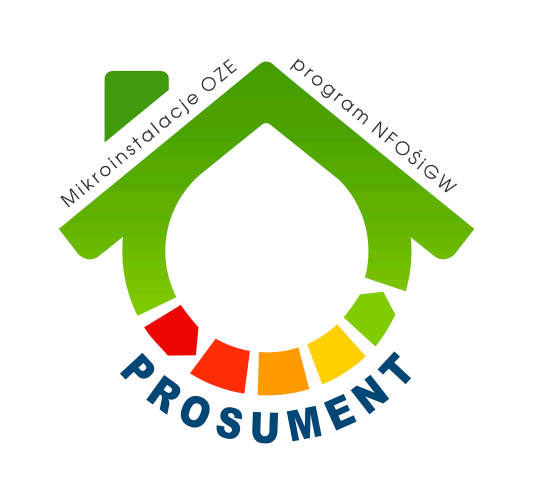 Mikroinstalacje OZE
program NFOŚiGW
PROSUMENT